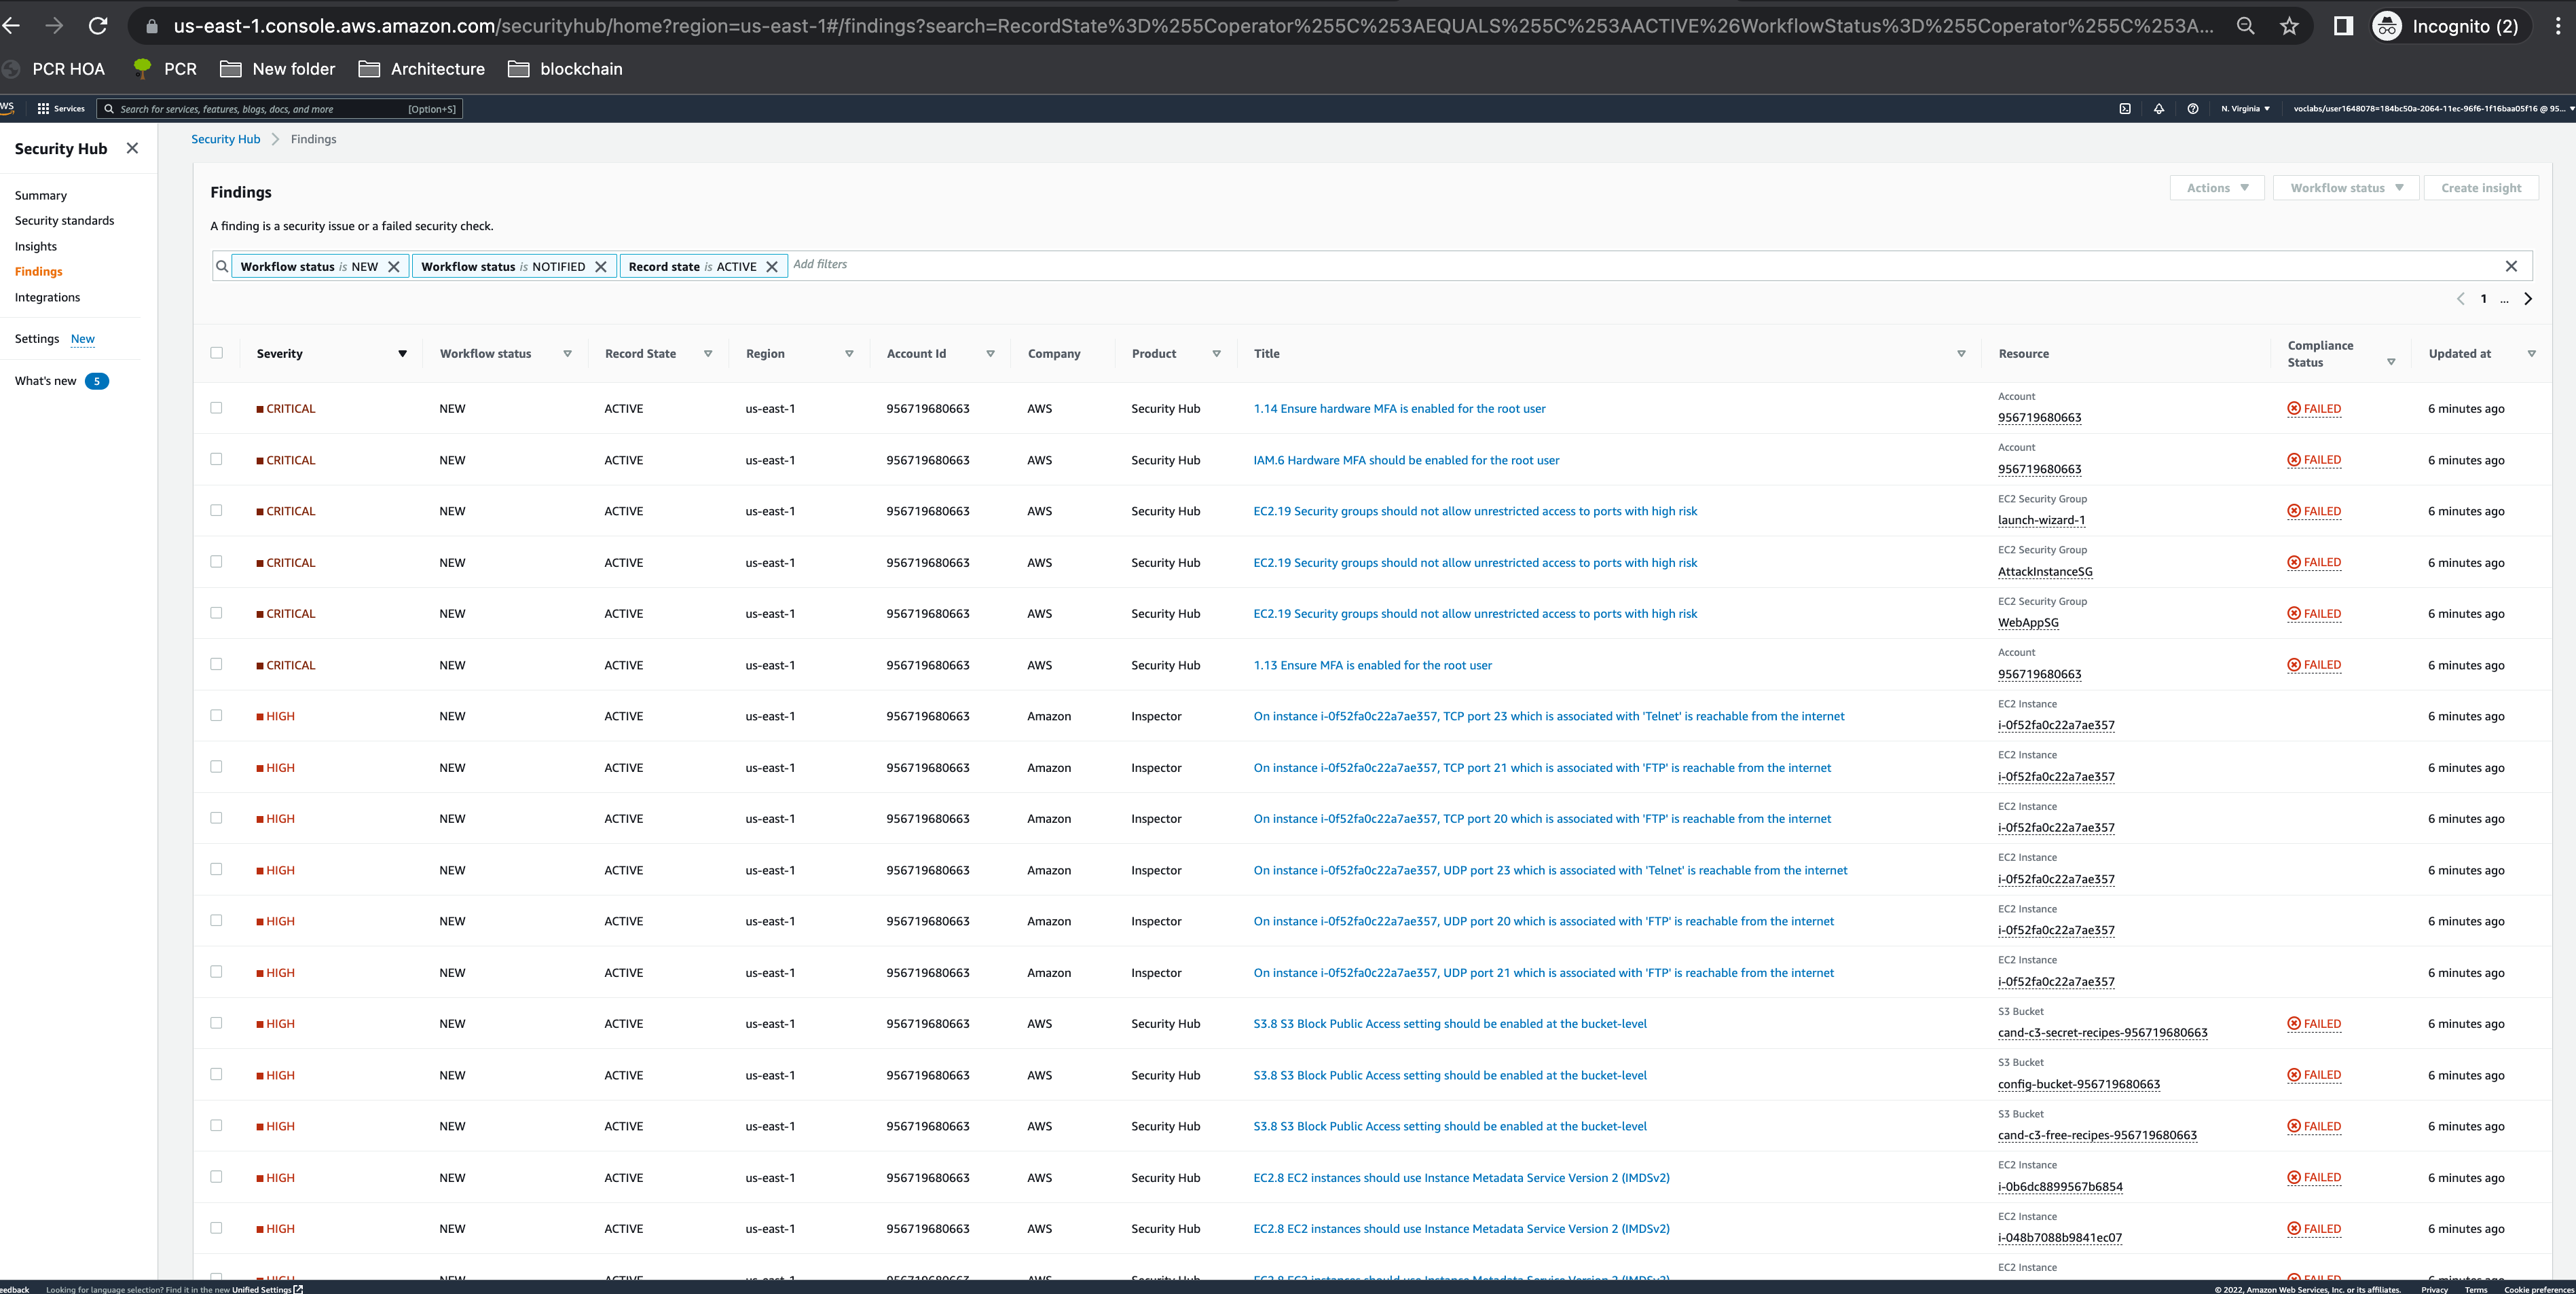 us-east-1.console.aws.amazon.com/securityhub/home?region=us-east-1#/findings?search=RecordState%3D%255Coperator%255C%253AEQUALS%255C%253AACTIVE%26WorkflowStatus%3D%255Coperator%255C%253A... Incognito (2)
PCR HOA PCR New folder Architecture blockchain
Services Search for services, features, blogs, docs, and more [Option+S] N. Virginia voclabs/user1648078=184bc50a-2064-11ec-96f6-1f16baa05f16 @ 95...
Security Hub
Summary
Security standards
Insights
Findings
Integrations
Settings New
What's new 5
Security Hub Findings
Findings
Actions Workflow status Create insight
A finding is a security issue or a failed security check.
Workflow status is NEW Workflow status is NOTIFIED Record state is ACTIVE Add filters
1 ...
Severity Workflow status Record State Region Account Id Company Product Title Resource Compliance Status Updated at
CRITICAL NEW ACTIVE us-east-1 956719680663 AWS Security Hub 1.14 Ensure hardware MFA is enabled for the root user Account 956719680663 FAILED 6 minutes ago
CRITICAL NEW ACTIVE us-east-1 956719680663 AWS Security Hub IAM.6 Hardware MFA should be enabled for the root user Account 956719680663 FAILED 6 minutes ago
CRITICAL NEW ACTIVE us-east-1 956719680663 AWS Security Hub EC2.19 Security groups should not allow unrestricted access to ports with high risk EC2 Security Group launch-wizard-1 FAILED 6 minutes ago
CRITICAL NEW ACTIVE us-east-1 956719680663 AWS Security Hub EC2.19 Security groups should not allow unrestricted access to ports with high risk EC2 Security Group AttackInstanceSG FAILED 6 minutes ago
CRITICAL NEW ACTIVE us-east-1 956719680663 AWS Security Hub EC2.19 Security groups should not allow unrestricted access to ports with high risk EC2 Security Group WebAppSG FAILED 6 minutes ago
CRITICAL NEW ACTIVE us-east-1 956719680663 AWS Security Hub 1.13 Ensure MFA is enabled for the root user Account 956719680663 FAILED 6 minutes ago
HIGH NEW ACTIVE us-east-1 956719680663 Amazon Inspector On instance i-0f52fa0c22a7ae357, TCP port 23 which is associated with 'Telnet' is reachable from the internet EC2 Instance i-0f52fa0c22a7ae357 6 minutes ago
HIGH NEW ACTIVE us-east-1 956719680663 Amazon Inspector On instance i-0f52fa0c22a7ae357, TCP port 21 which is associated with 'FTP' is reachable from the internet EC2 Instance i-0f52fa0c22a7ae357 6 minutes ago
HIGH NEW ACTIVE us-east-1 956719680663 Amazon Inspector On instance i-0f52fa0c22a7ae357, TCP port 20 which is associated with 'FTP' is reachable from the internet EC2 Instance i-0f52fa0c22a7ae357 6 minutes ago
HIGH NEW ACTIVE us-east-1 956719680663 Amazon Inspector On instance i-0f52fa0c22a7ae357, UDP port 23 which is associated with 'Telnet' is reachable from the internet EC2 Instance i-0f52fa0c22a7ae357 6 minutes ago
HIGH NEW ACTIVE us-east-1 956719680663 Amazon Inspector On instance i-0f52fa0c22a7ae357, UDP port 20 which is associated with 'FTP' is reachable from the internet EC2 Instance i-0f52fa0c22a7ae357 6 minutes ago
HIGH NEW ACTIVE us-east-1 956719680663 Amazon Inspector On instance i-0f52fa0c22a7ae357, UDP port 21 which is associated with 'FTP' is reachable from the internet EC2 Instance i-0f52fa0c22a7ae357 6 minutes ago
HIGH NEW ACTIVE us-east-1 956719680663 AWS Security Hub S3.8 S3 Block Public Access setting should be enabled at the bucket-level S3 Bucket cand-c3-secret-recipes-956719680663 FAILED 6 minutes ago
HIGH NEW ACTIVE us-east-1 956719680663 AWS Security Hub S3.8 S3 Block Public Access setting should be enabled at the bucket-level S3 Bucket config-bucket-956719680663 FAILED 6 minutes ago
HIGH NEW ACTIVE us-east-1 956719680663 AWS Security Hub S3.8 S3 Block Public Access setting should be enabled at the bucket-level S3 Bucket cand-c3-free-recipes-956719680663 FAILED 6 minutes ago
HIGH NEW ACTIVE us-east-1 956719680663 AWS Security Hub EC2.8 EC2 instances should use Instance Metadata Service Version 2 (IMDSv2) EC2 Instance i-0b6dc8899567b6854 FAILED 6 minutes ago
HIGH NEW ACTIVE us-east-1 956719680663 AWS Security Hub EC2.8 EC2 instances should use Instance Metadata Service Version 2 (IMDSv2) EC2 Instance i-048b7088b9841ec07 FAILED 6 minutes ago
HIGH NEW ACTIVE us-east-1 956719680663 AWS Security Hub EC2.8 EC2 instances should use Instance Metadata Service Version 2 (IMDSv2) EC2 Instance FAILED 6 minutes ago
eedback Looking for language selection? Find it in the new Unified Settings © 2022, Amazon Web Services, Inc. or its affiliates. Privacy Terms Cookie preferences